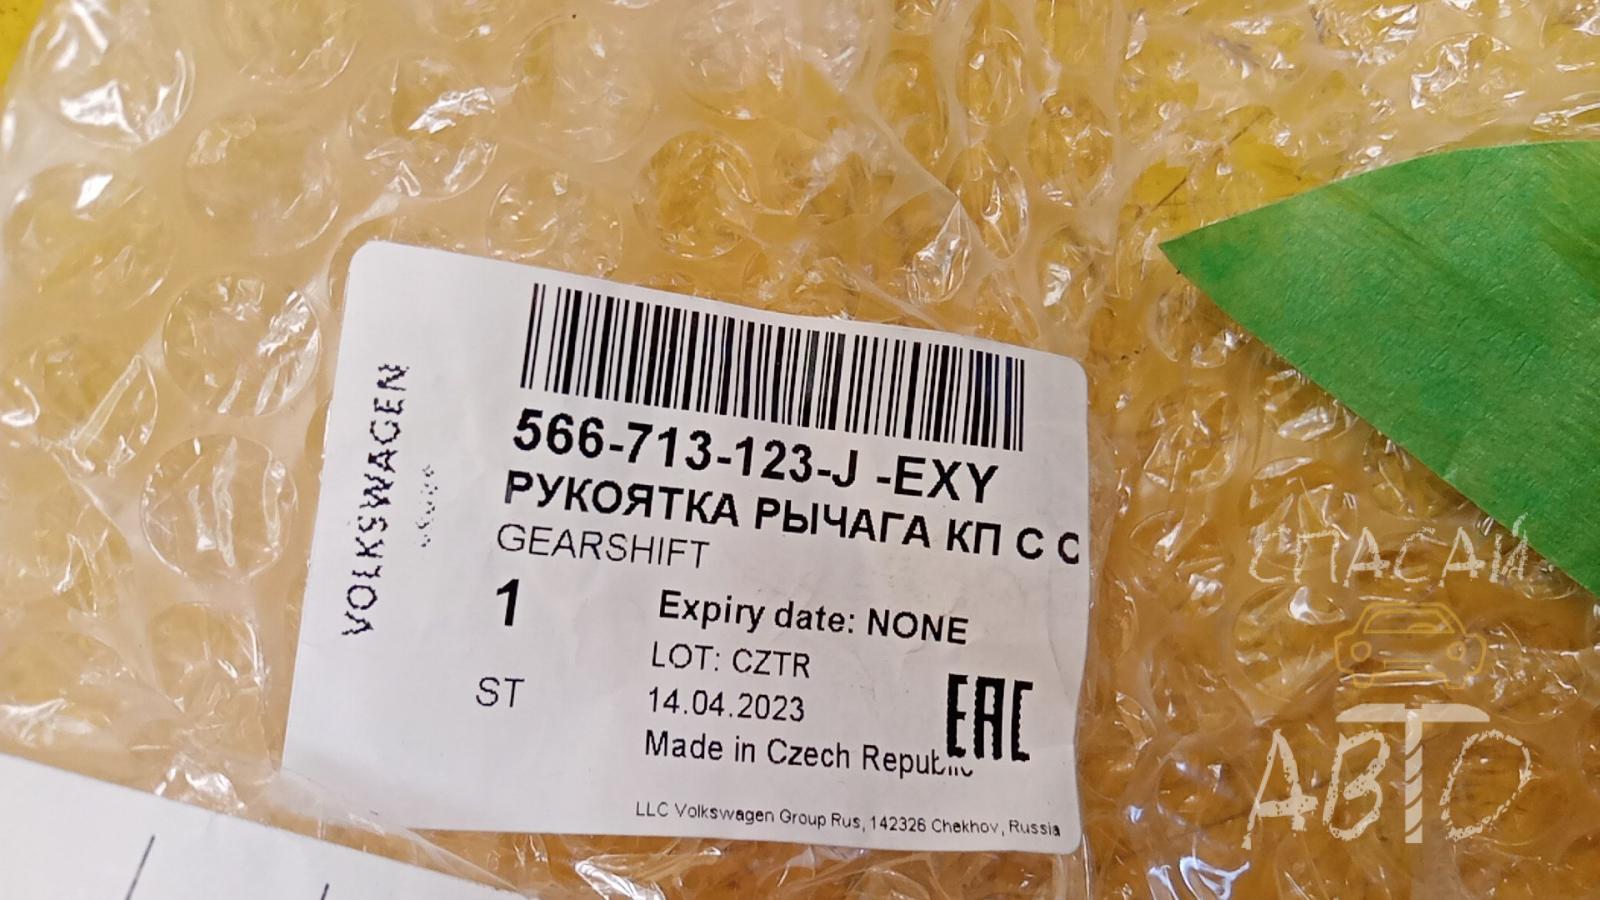 VOLKSWAGEN
566-713-123-J -EXY
РУКОЯТКА РЫЧАГА КП С О
GEARSHIFT
1
Expiry date: NONE
LOT: CZTR
ST
14.04.2023
EAC
Made in Czech Republic
LLC Volkswagen Group Rus, 142326 Chekhov, Russia
СПАСАЙ
АВТО